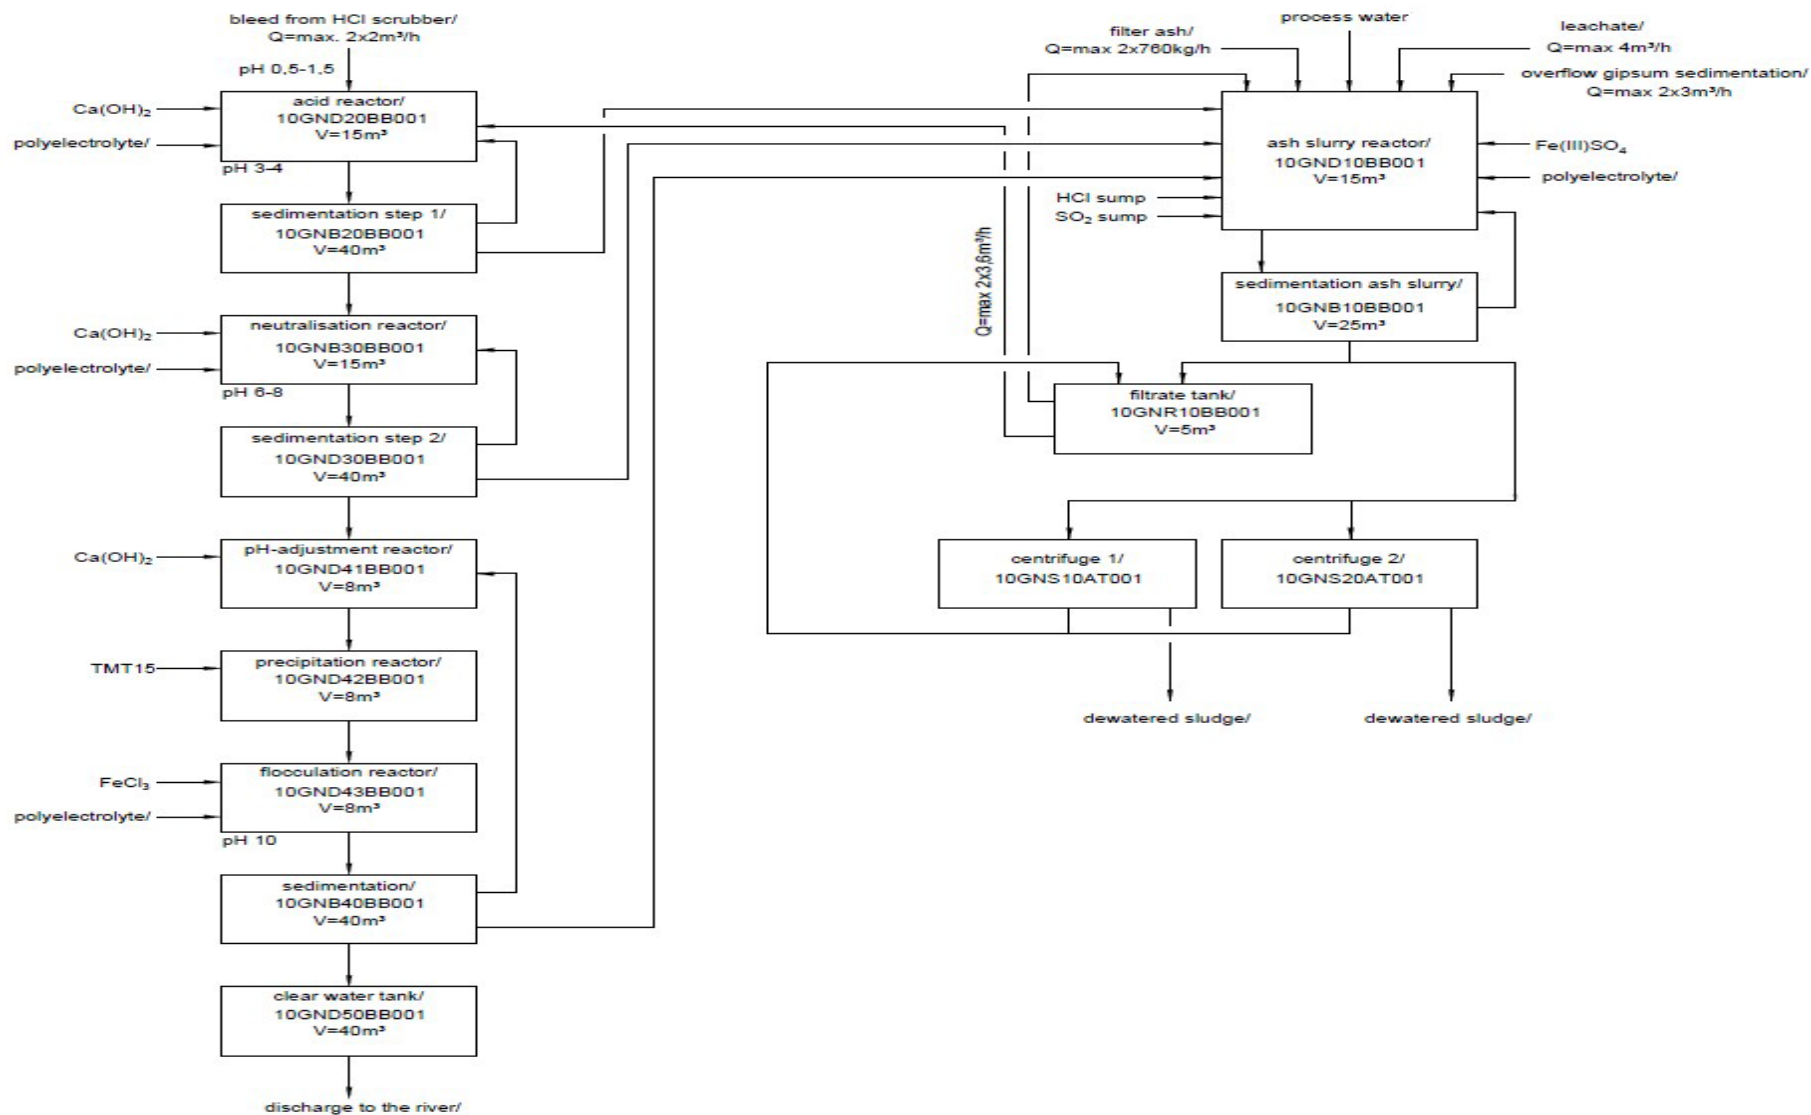 bleed from HCl scrubber/
Q=max. 2x2m³/h
pH 0,5-1,5
Ca(OH)₂
polyelectrolyte/
acid reactor/
10GND20BB001
V=15m³
pH 3-4
sedimentation step 1/
10GNB20BB001
V=40m³
Ca(OH)₂
polyelectrolyte/
neutralisation reactor/
10GNB30BB001
V=15m³
pH 6-8
sedimentation step 2/
10GND30BB001
V=40m³
Ca(OH)₂
pH-adjustment reactor/
10GND41BB001
V=8m³
TMT15
precipitation reactor/
10GND42BB001
V=8m³
FeCl₃
polyelectrolyte/
flocculation reactor/
10GND43BB001
V=8m³
pH 10
sedimentation/
10GNB40BB001
V=40m³
clear water tank/
10GND50BB001
V=40m³
discharge to the river/
filter ash/
Q=max 2x760kg/h
process water
leachate/
Q=max 4m³/h
overflow gipsum sedimentation/
Q=max 2x3m³/h
ash slurry reactor/
10GND10BB001
V=15m³
Fe(III)SO₄
polyelectrolyte/
HCl sump
SO₂ sump
Q=max 2x3,6m³/h
sedimentation ash slurry/
10GNB10BB001
V=25m³
filtrate tank/
10GNR10BB001
V=5m³
centrifuge 1/
10GNS10AT001
centrifuge 2/
10GNS20AT001
dewatered sludge/
dewatered sludge/